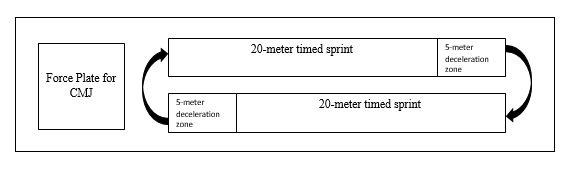 Force Plate for
CMJ
20-meter timed sprint
5-meter
deceleration
zone
5-meter
deceleration
zone
20-meter timed sprint